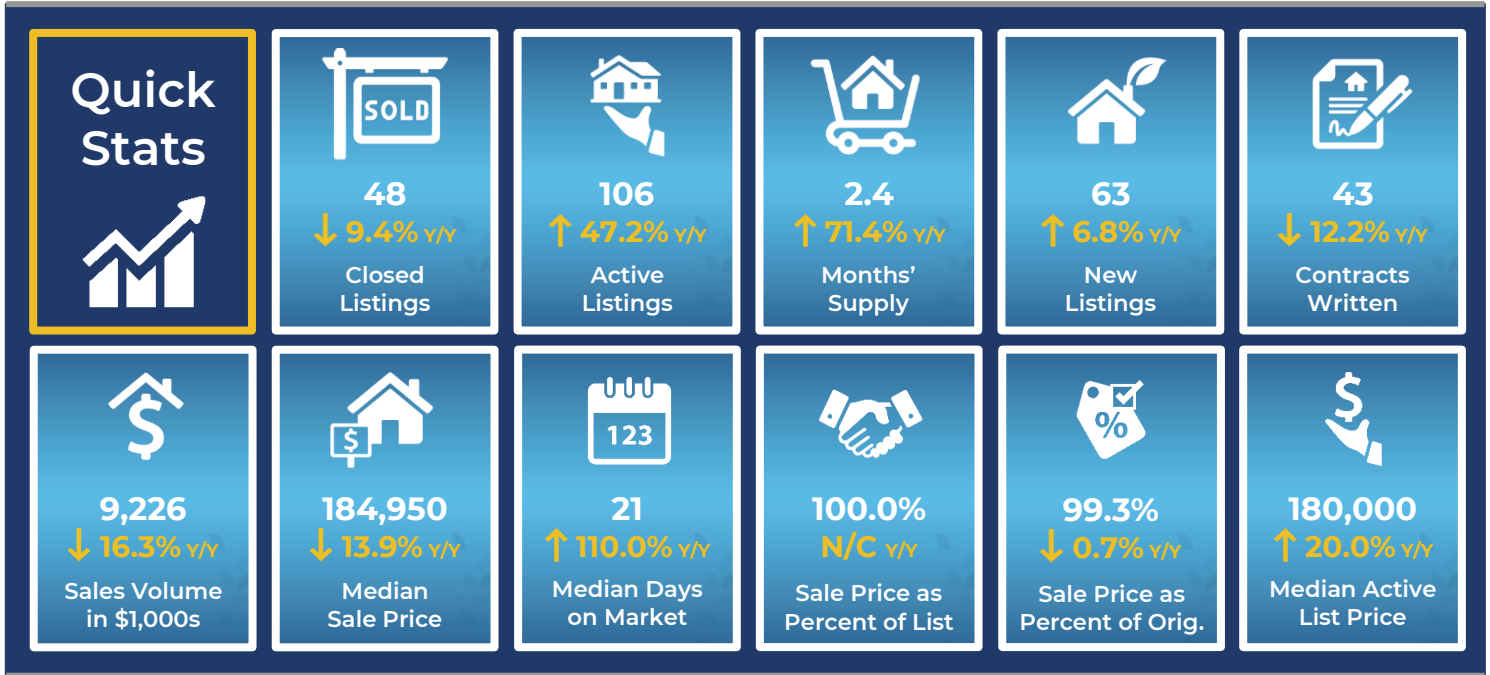 Quick
Stats
SOLD
48
↓ 9.4% Y/Y
Closed
Listings
106
↑ 47.2% Y/Y
Active
Listings
2.4
↑ 71.4% Y/Y
Months’
Supply
63
↑ 6.8% Y/Y
New
Listings
43
↓ 12.2% Y/Y
Contracts
Written
$
9,226
↓ 16.3% Y/Y
Sales Volume
in $1,000s
$
184,950
↓ 13.9% Y/Y
Median
Sale Price
123
21
↑ 110.0% Y/Y
Median Days
on Market
100.0%
N/C Y/Y
Sale Price as
Percent of List
%
99.3%
↓ 0.7% Y/Y
Sale Price as
Percent of Orig.
$
180,000
↑ 20.0% Y/Y
Median Active
List Price